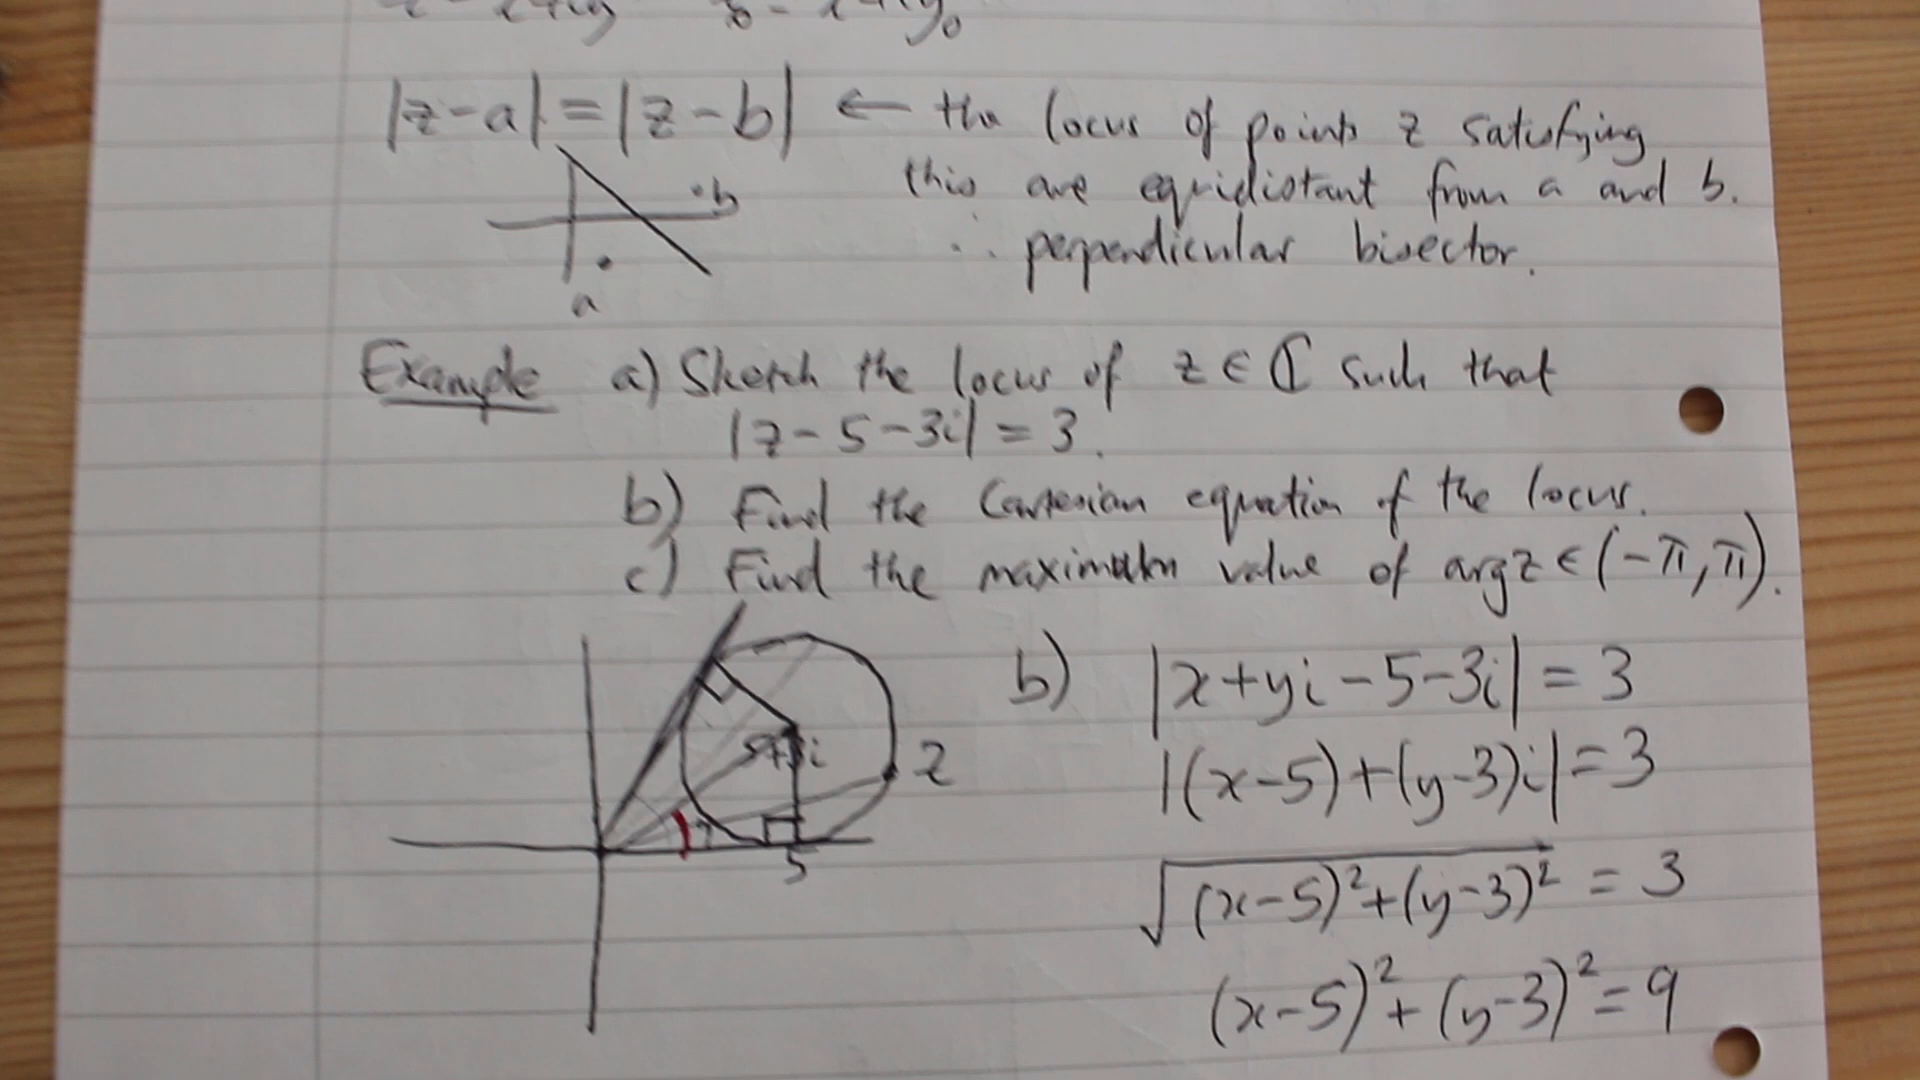 |z-a| = |z-b| ← the locus of points z satisfying
this are equidistant from a and b.
∴ perpendicular bisector.
b
a
Example a) Sketch the locus of z ∈ ℂ such that
|z-5-3i| = 3.
b) Find the Cartesian equation of the locus.
c) Find the maximum value of arg z ∈ (-π, π).
5+3i
z
5
b) |x+yi-5-3i| = 3
|(x-5)+(y-3)i| = 3
√(x-5)²+(y-3)² = 3
(x-5)²+(y-3)² = 9